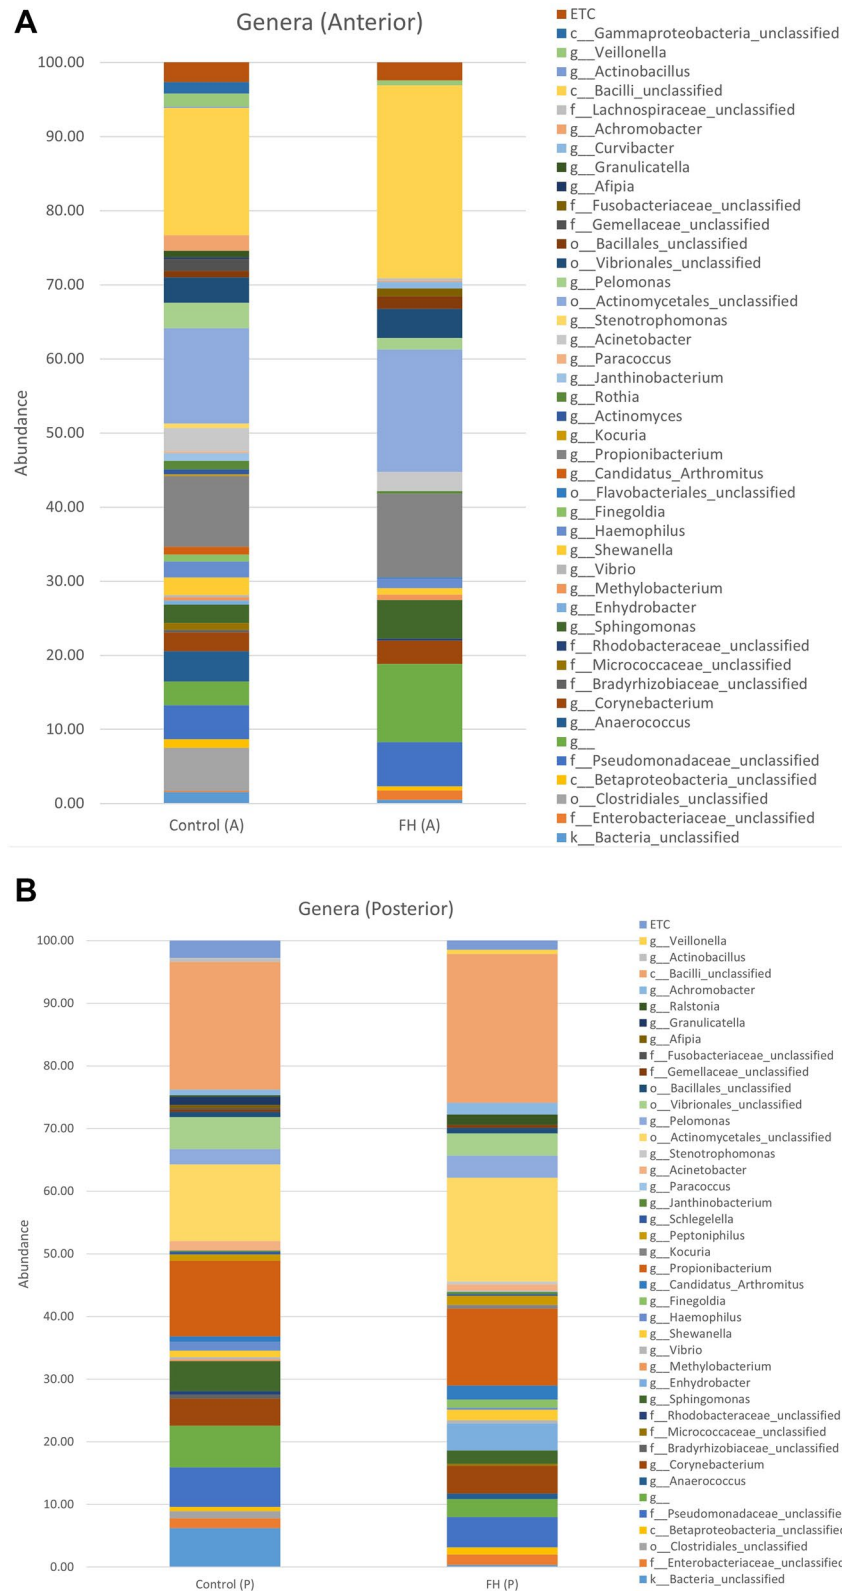 A
Genera (Anterior)
100.00
90.00
80.00
70.00
60.00
50.00
40.00
30.00
20.00
10.00
0.00
Abundance
Control (A)
FH (A)
ETC
c__Gammaproteobacteria_unclassified
g__Veillonella
g__Actinobacillus
c__Bacilli_unclassified
f__Lachnospiraceae_unclassified
g__Achromobacter
g__Curvibacter
g__Granulicatella
g__Afipia
f__Fusobacteriaceae_unclassified
f__Gemellaceae_unclassified
o__Bacillales_unclassified
o__Vibrionales_unclassified
g__Pelomonas
o__Actinomycetales_unclassified
g__Stenotrophomonas
g__Acinetobacter
g__Paracoccus
g__Janthinobacterium
g__Rothia
g__Actinomyces
g__Kocuria
g__Propionibacterium
g__Candidatus_Arthromitus
o__Flavobacteriales_unclassified
g__Finegoldia
g__Haemophilus
g__Shewanella
g__Vibrio
g__Methylobacterium
g__Enhydrobacter
g__Sphingomonas
f__Rhodobacteraceae_unclassified
f__Micrococcaceae_unclassified
f__Bradyrhizobiaceae_unclassified
g__Corynebacterium
g__Anaerococcus
g__
f__Pseudomonadaceae_unclassified
c__Betaproteobacteria_unclassified
o__Clostridiales_unclassified
f__Enterobacteriaceae_unclassified
k__Bacteria_unclassified
B
Genera (Posterior)
100.00
90.00
80.00
70.00
60.00
50.00
40.00
30.00
20.00
10.00
0.00
Abundance
Control (P)
FH (P)
ETC
g__Veillonella
g__Actinobacillus
c__Bacilli_unclassified
g__Achromobacter
g__Ralstonia
g__Granulicatella
g__Afipia
f__Fusobacteriaceae_unclassified
f__Gemellaceae_unclassified
o__Bacillales_unclassified
o__Vibrionales_unclassified
g__Pelomonas
o__Actinomycetales_unclassified
g__Stenotrophomonas
g__Acinetobacter
g__Paracoccus
g__Janthinobacterium
g__Schlegelella
g__Peptoniphilus
g__Kocuria
g__Propionibacterium
g__Candidatus_Arthromitus
g__Finegoldia
g__Haemophilus
g__Shewanella
g__Vibrio
g__Methylobacterium
g__Enhydrobacter
g__Sphingomonas
f__Rhodobacteraceae_unclassified
f__Micrococcaceae_unclassified
f__Bradyrhizobiaceae_unclassified
g__Corynebacterium
g__Anaerococcus
g__
f__Pseudomonadaceae_unclassifie
c__Betaproteobacteria_unclassified
o__Clostridiales_unclassified
f__Enterobacteriaceae_unclassified
k__Bacteria_unclassified